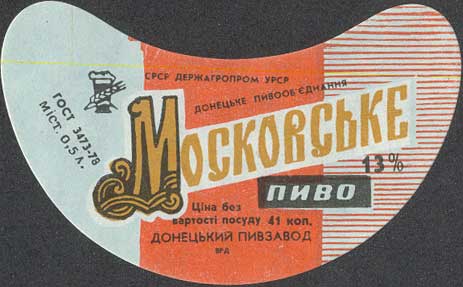 СРСР ДЕРЖАГРОПРОМ УРСР
ДОНЕЦЬКЕ ПИВООБ'ЄДНАННЯ
ГОСТ 3473-78
МІСТ. 0,5 Л.
МОСКОВСЬКЕ
13%
ПИВО
Ціна без
вартості посуду 41 коп.
ДОНЕЦЬКИЙ ПИВЗАВОД
ВРД